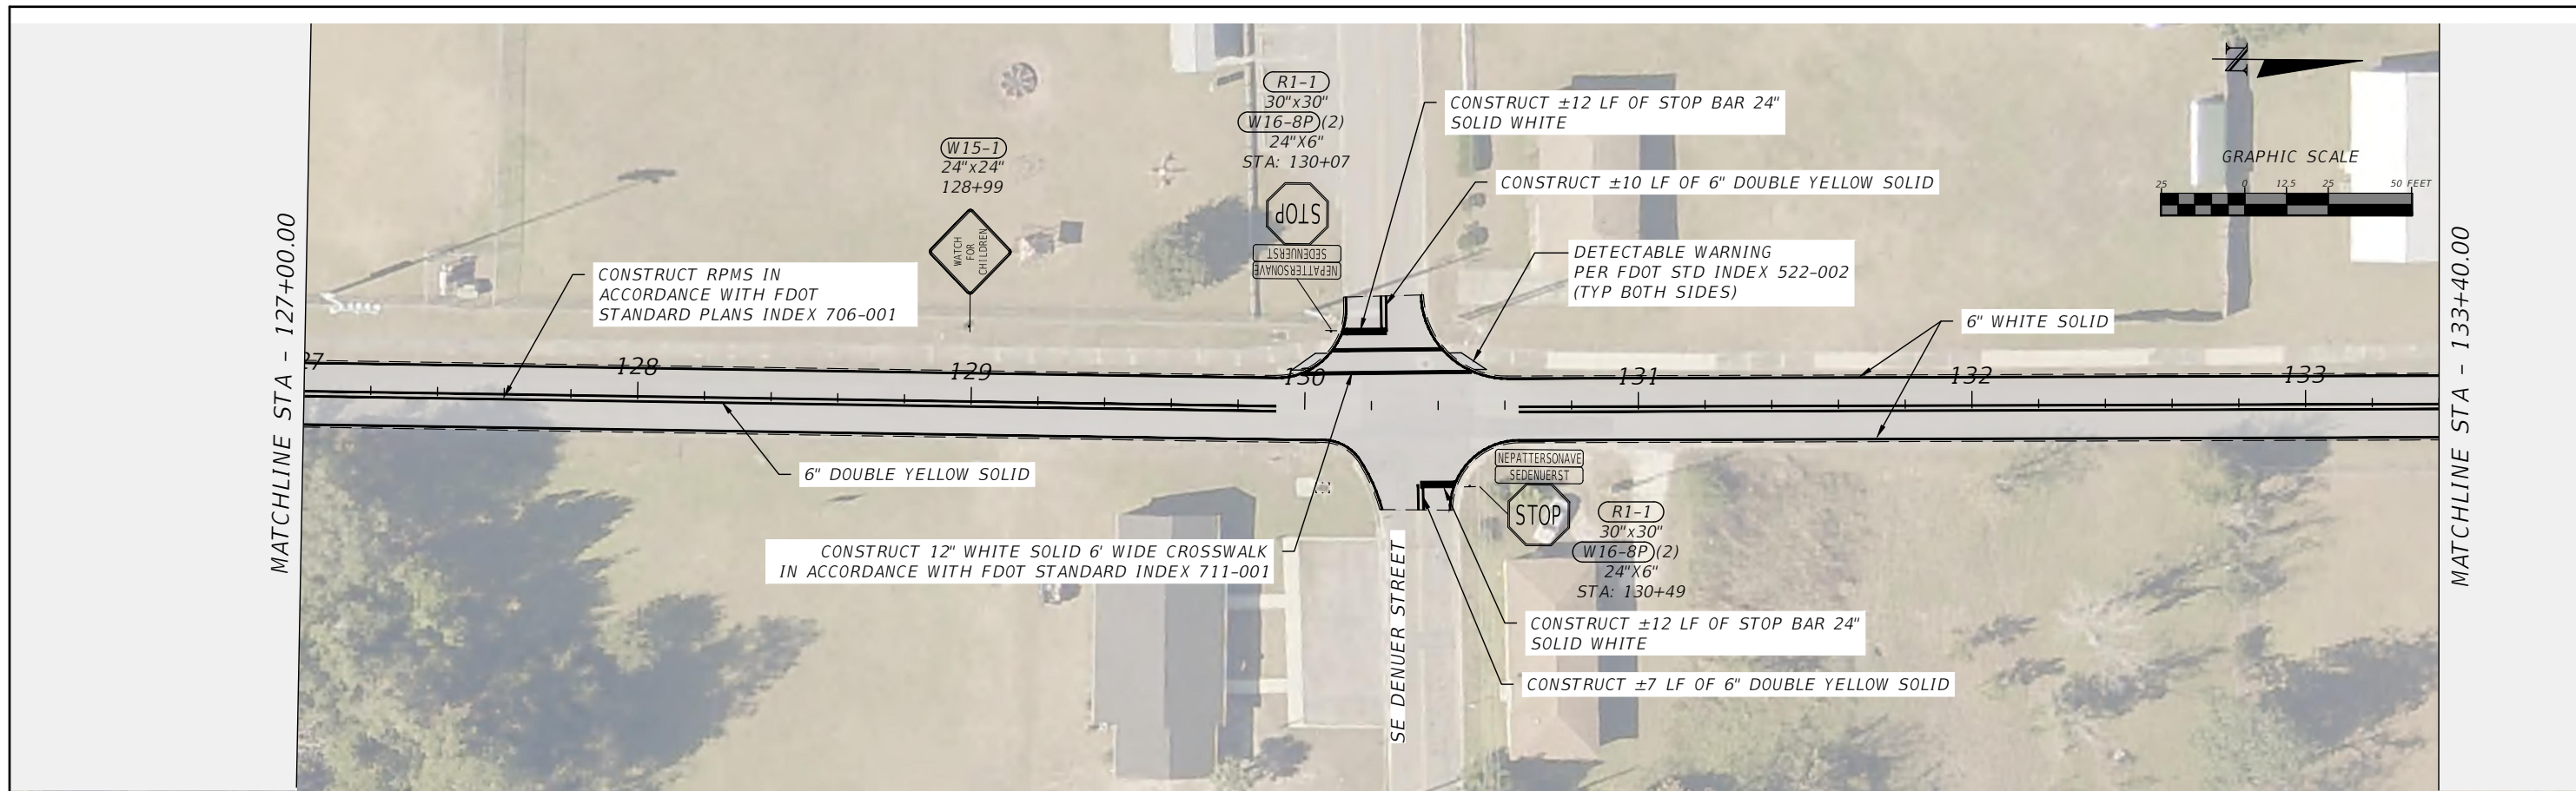 MATCHLINE STA - 127+00.00
CONSTRUCT RPMS IN
ACCORDANCE WITH FDOT
STANDARD PLANS INDEX 706-001
W15-1
24"x24"
128+99
WATCH
FOR
CHILDREN
R1-1
30"x30"
W16-8P (2)
24"X6"
STA: 130+07
STOP
SEDENUERST
NEPATTERSONAVE
CONSTRUCT ±12 LF OF STOP BAR 24"
SOLID WHITE
CONSTRUCT ±10 LF OF 6" DOUBLE YELLOW SOLID
DETECTABLE WARNING
PER FDOT STD INDEX 522-002
(TYP BOTH SIDES)
N
GRAPHIC SCALE
25 0 12.5 25 50 FEET
6" WHITE SOLID
27 128 129 130 131 132 133
6" DOUBLE YELLOW SOLID
CONSTRUCT 12" WHITE SOLID 6' WIDE CROSSWALK
IN ACCORDANCE WITH FDOT STANDARD INDEX 711-001
SE DENUER STREET
NEPATTERSONAVE
SEDENUERST
STOP
R1-1
30"x30"
W16-8P (2)
24"X6"
STA: 130+49
CONSTRUCT ±12 LF OF STOP BAR 24"
SOLID WHITE
CONSTRUCT ±7 LF OF 6" DOUBLE YELLOW SOLID
MATCHLINE STA - 133+40.00